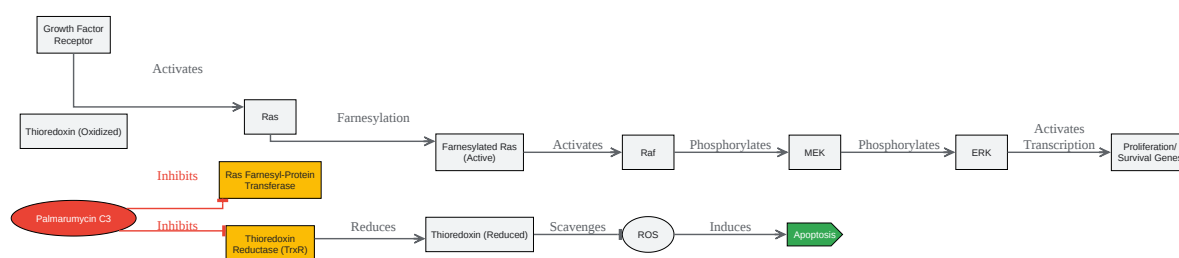 Growth Factor
Receptor
Activates
Thioredoxin (Oxidized)
Ras
Farnesylation
Farnesylated Ras
(Active)
Activates
Raf
Phosphorylates
MEK
Phosphorylates
ERK
Activates
Transcription
Proliferation/
Survival Genes
Inhibits
Ras Farnesyl-Protein
Transferase
Palmarumycin C3
Inhibits
Thioredoxin
Reductase (TrxR)
Reduces
Thioredoxin (Reduced)
Scavenges
ROS
Induces
Apoptosis